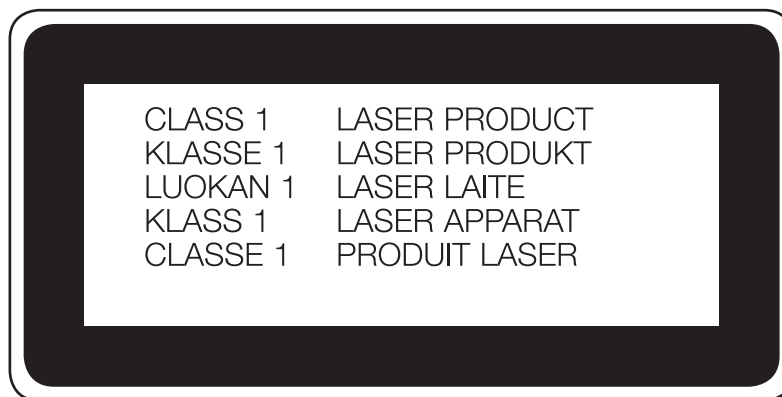 CLASS 1 LASER PRODUCT
KLASSE 1 LASER PRODUKT
LUOKAN 1 LASER LAITE
KLASS 1 LASER APPARAT
CLASSE 1 PRODUIT LASER